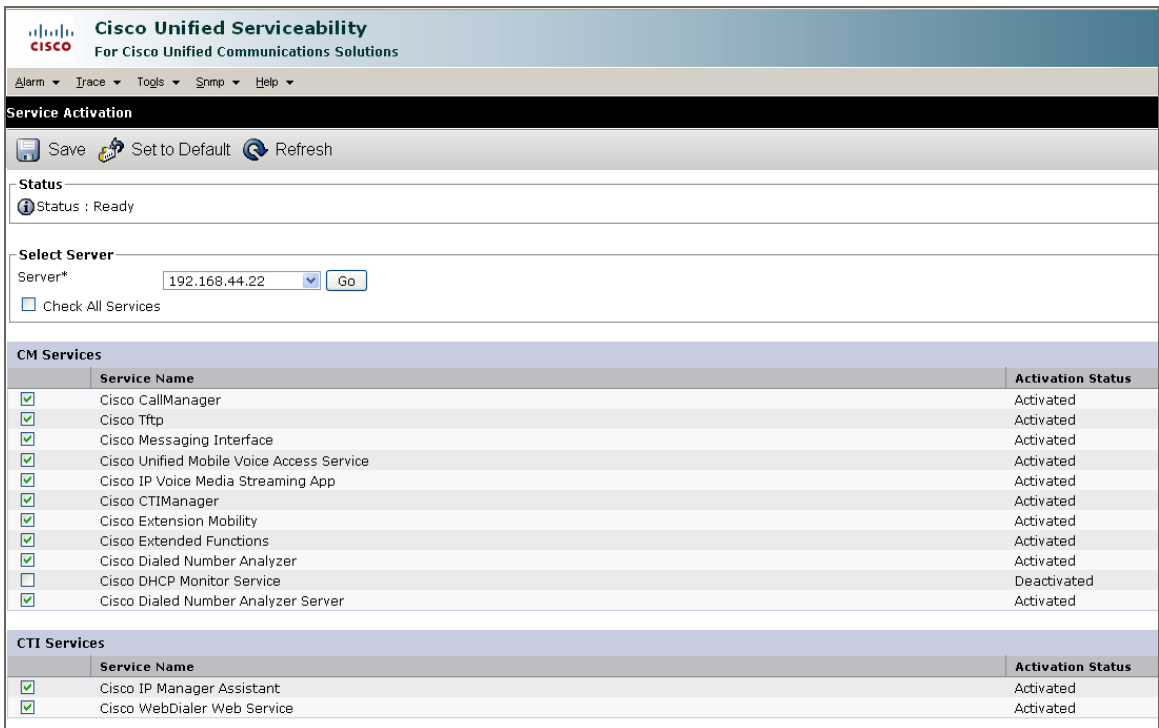 Cisco Unified Serviceability
CISCO
For Cisco Unified Communications Solutions
Alarm Trace Tools Snmp Help
Service Activation
Save Set to Default Refresh
Status
Status : Ready
Select Server
Server* 192.168.44.22 Go
Check All Services
CM Services
Service Name Activation Status
Cisco CallManager Activated
Cisco Tftp Activated
Cisco Messaging Interface Activated
Cisco Unified Mobile Voice Access Service Activated
Cisco IP Voice Media Streaming App Activated
Cisco CTIManager Activated
Cisco Extension Mobility Activated
Cisco Extended Functions Activated
Cisco Dialed Number Analyzer Activated
Cisco DHCP Monitor Service Deactivated
Cisco Dialed Number Analyzer Server Activated
CTI Services
Service Name Activation Status
Cisco IP Manager Assistant Activated
Cisco WebDialer Web Service Activated